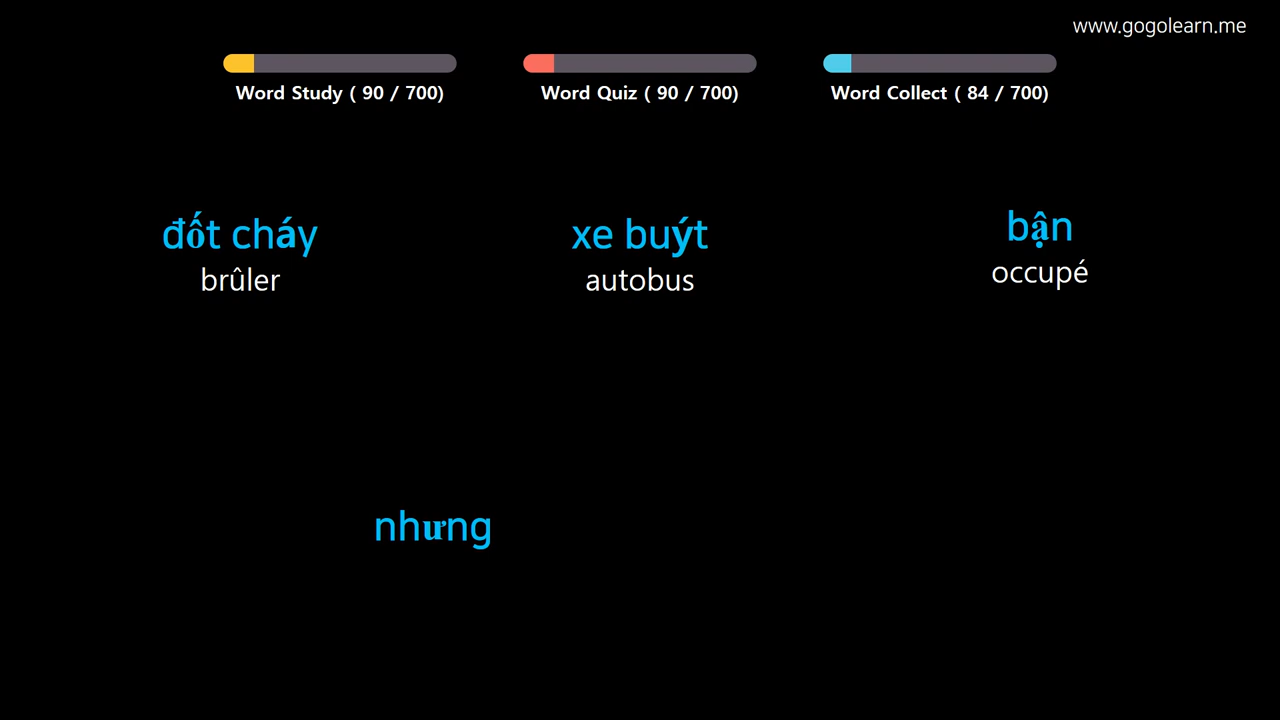 www.gogolearn.me
Word Study ( 90 / 700)
Word Quiz ( 90 / 700)
Word Collect ( 84 / 700)
đốt cháy
brûler
xe buýt
autobus
bận
occupé
nhưng